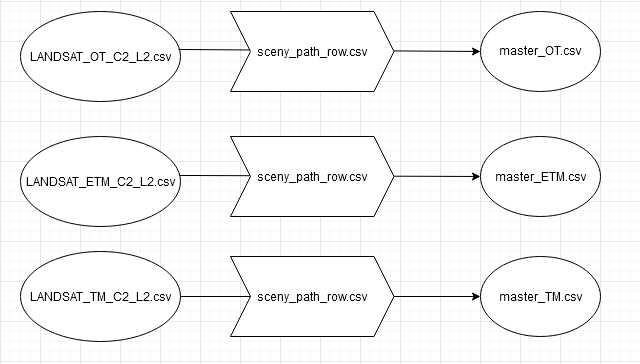 LANDSAT_OT_C2_L2.csv sceny_path_row.csv master_OT.csv
LANDSAT_ETM_C2_L2.csv sceny_path_row.csv master_ETM.csv
LANDSAT_TM_C2_L2.csv sceny_path_row.csv master_TM.csv